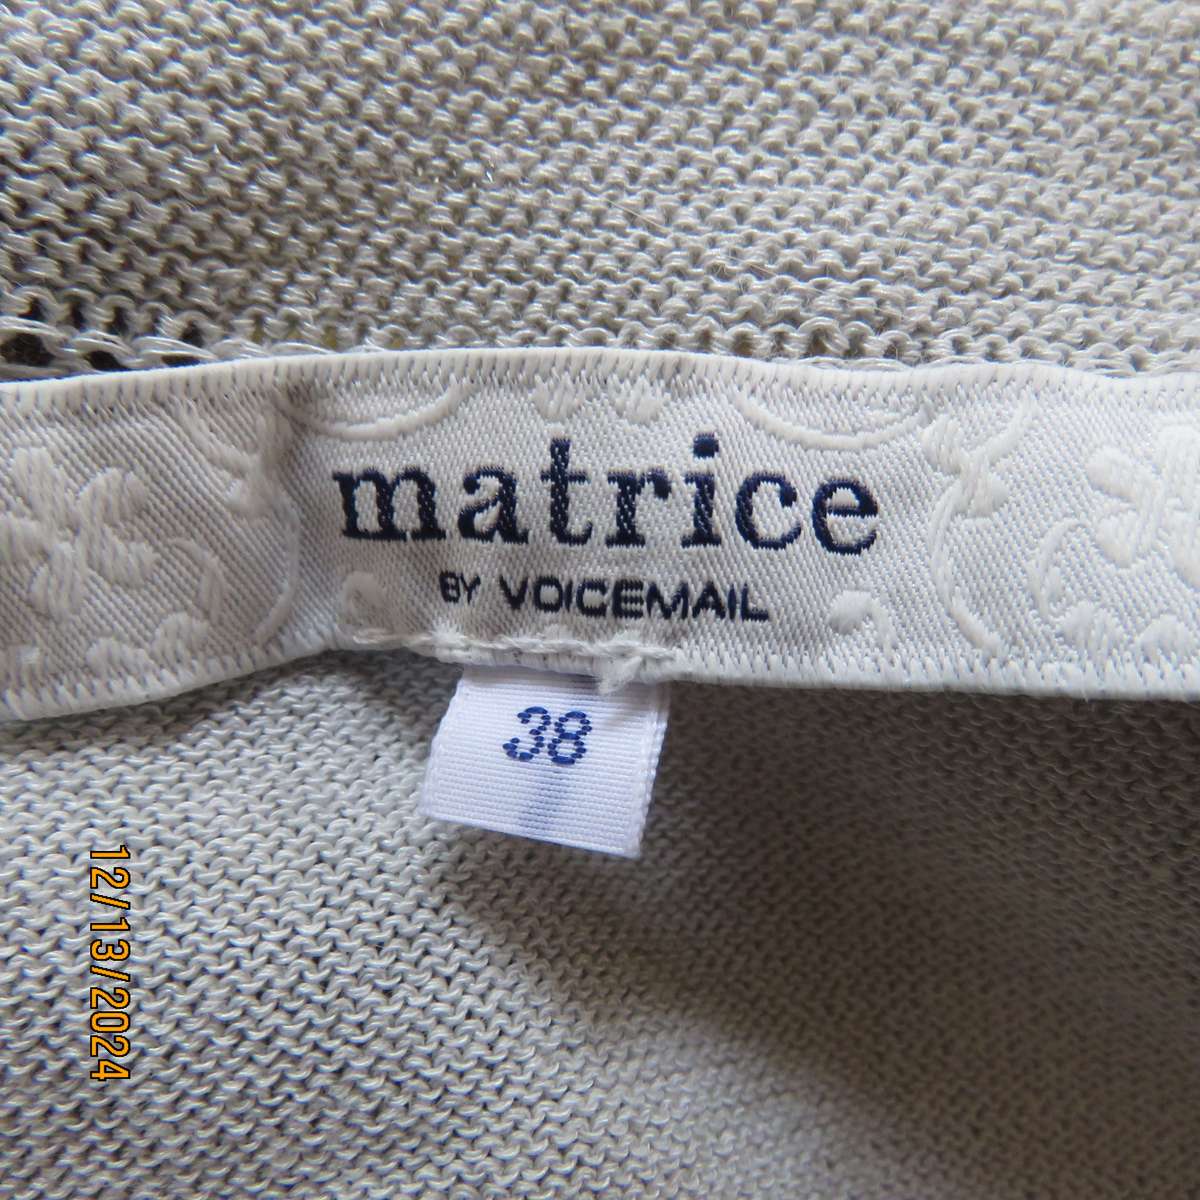 matrice
BY VOICEMAIL
38
12/13/2024